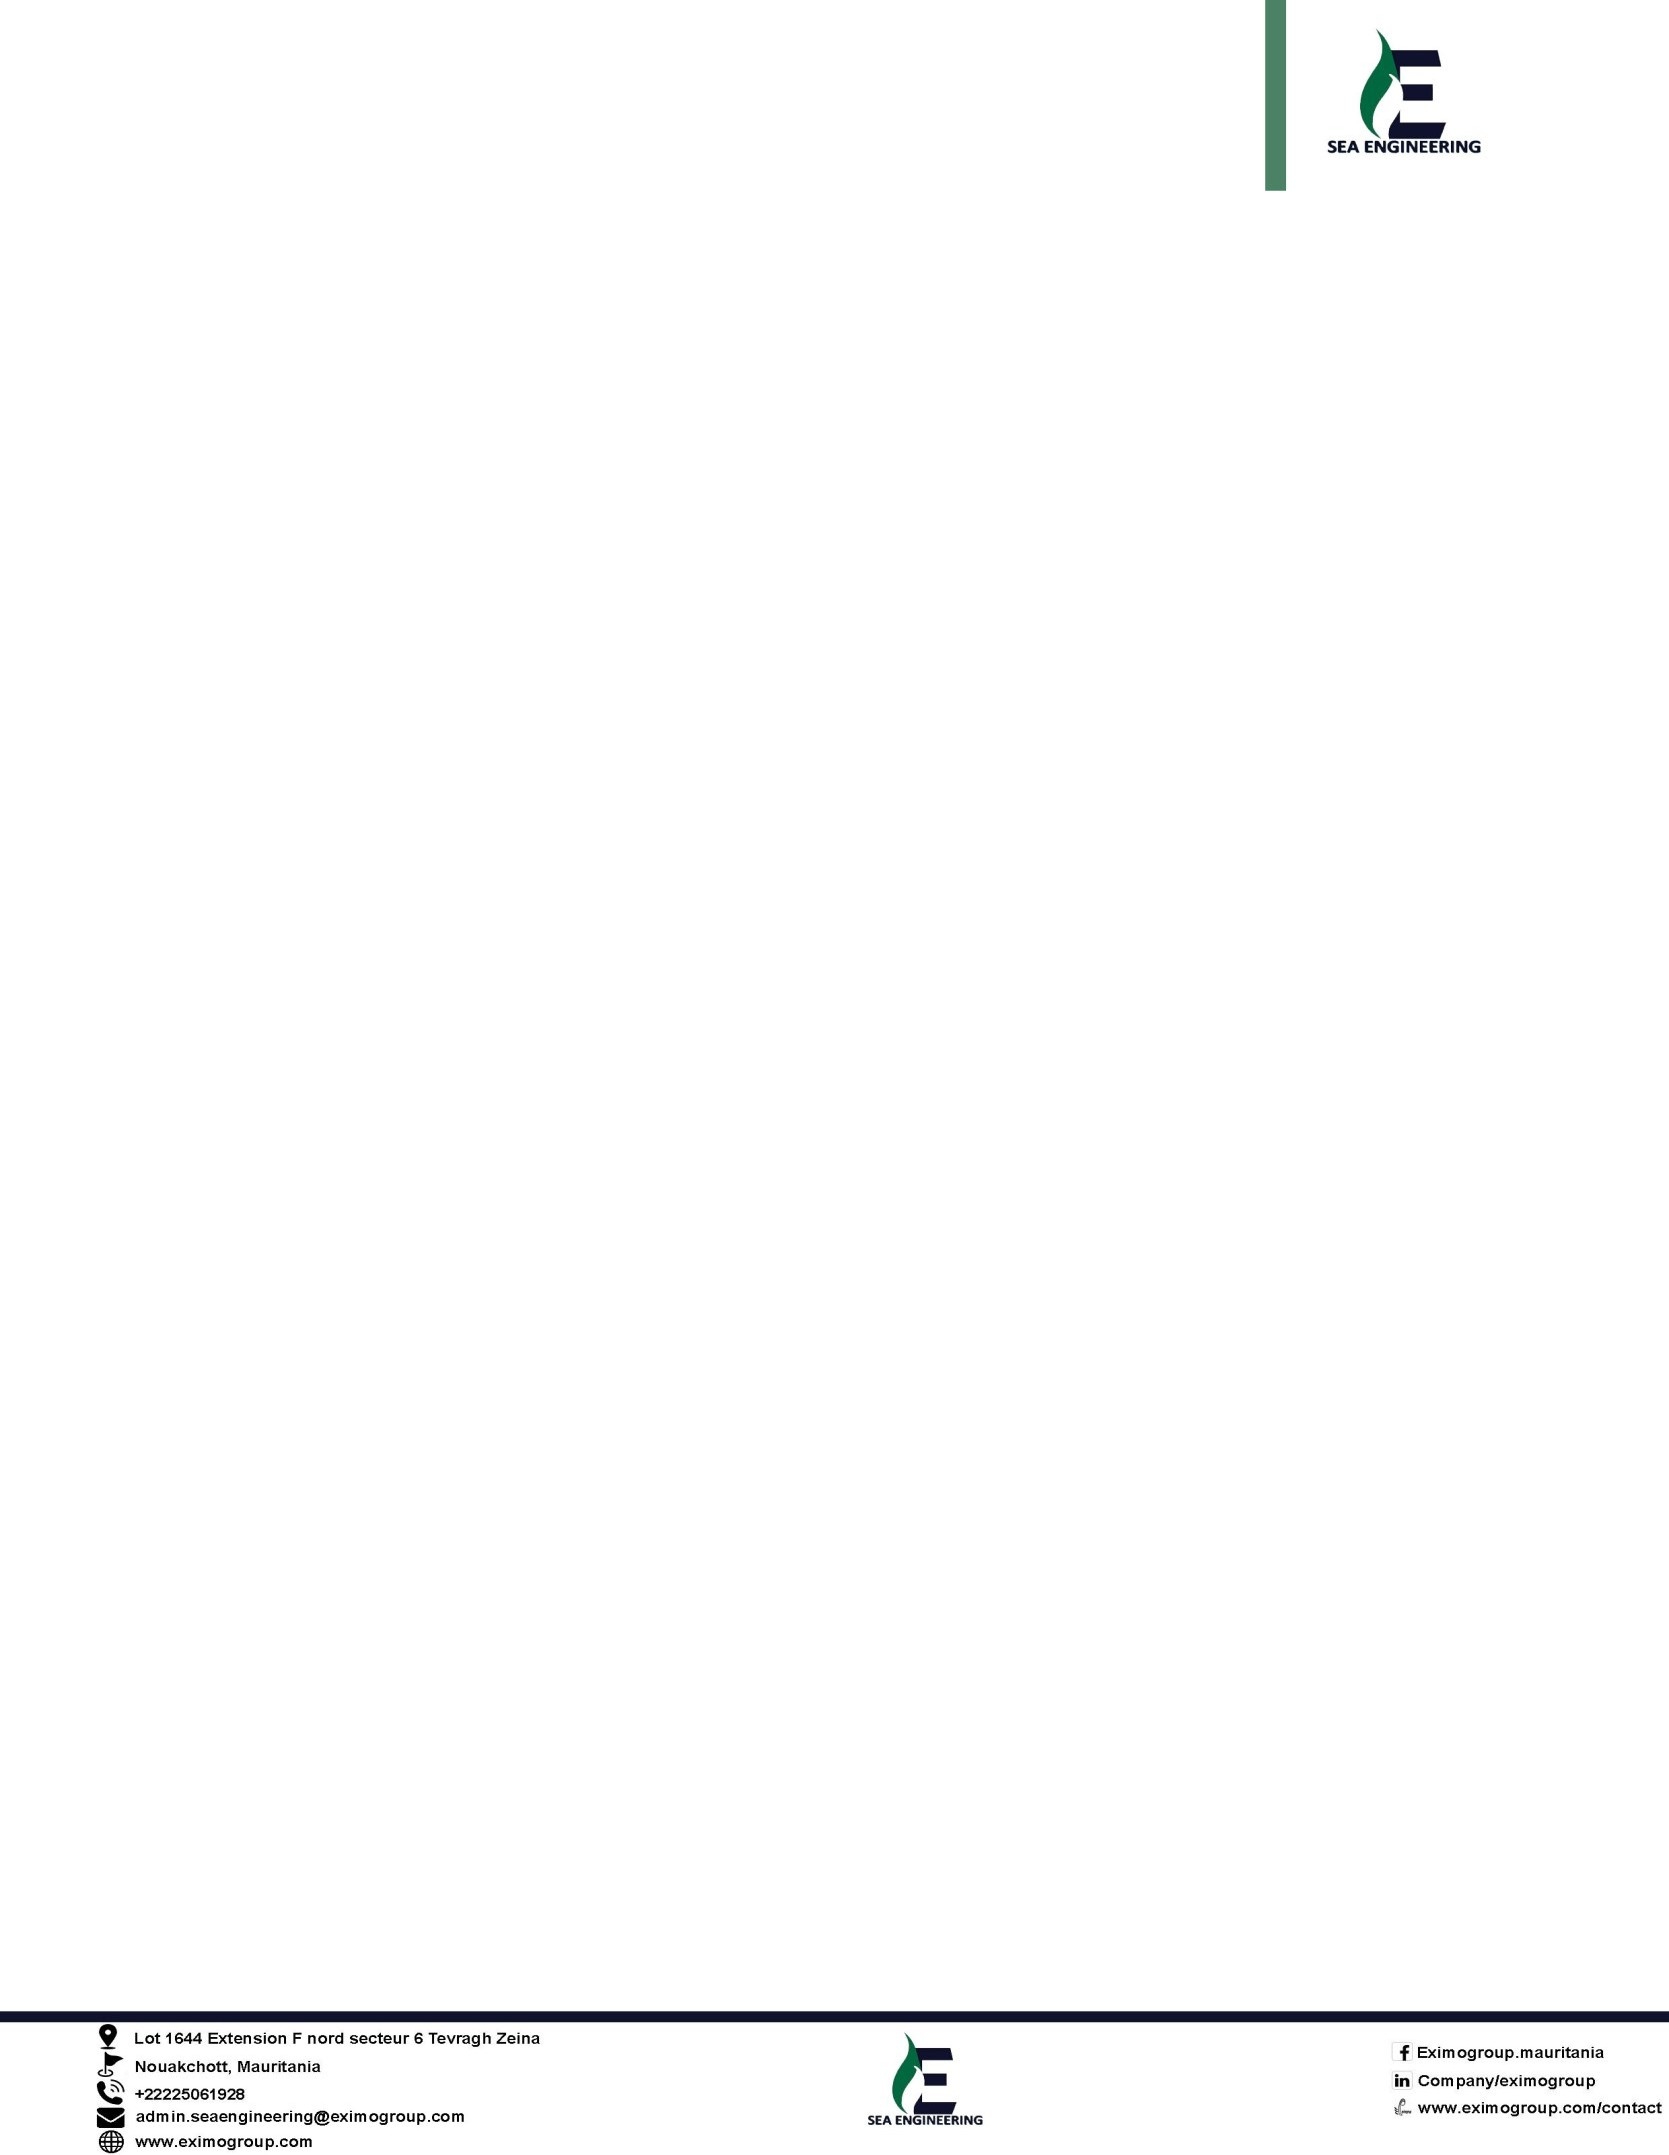 SEA ENGINEERING
Lot 1644 Extension F nord secteur 6 Tevragh Zeina
Nouakchott, Mauritania
+22225061928
admin.seaengineering@eximogroup.com
www.eximogroup.com
SEA ENGINEERING
Eximogroup.mauritania
Company/eximogroup
www.eximogroup.com/contact